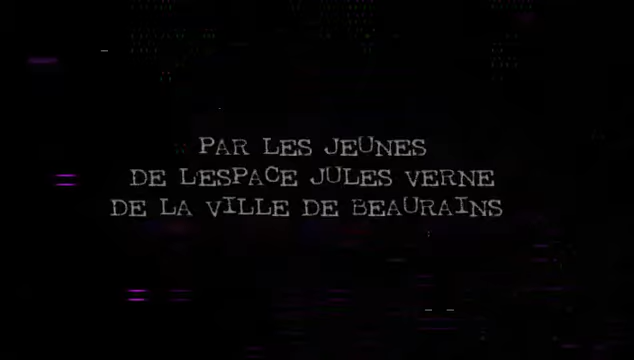 PAR LES JEUNES
DE LESPACE JULES VERNE
DE LA VILLE DE BEAURAINS